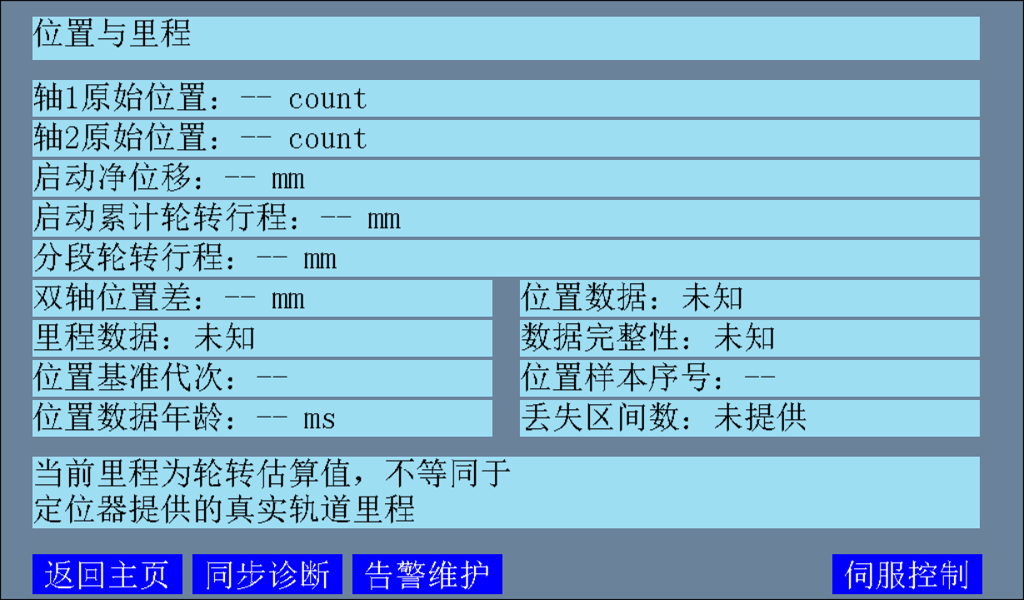 位置与里程
轴1原始位置：-- count
轴2原始位置：-- count
启动净位移：-- mm
启动累计轮转行程：-- mm
分段轮转行程：-- mm
双轴位置差：-- mm
位置数据：未知
里程数据：未知
数据完整性：未知
位置基准代次：--
位置样本序号：--
位置数据年龄：-- ms
丢失区间数：未提供
当前里程为轮转估算值，不等同于
定位器提供的真实轨道里程
返回主页
同步诊断
告警维护
伺服控制